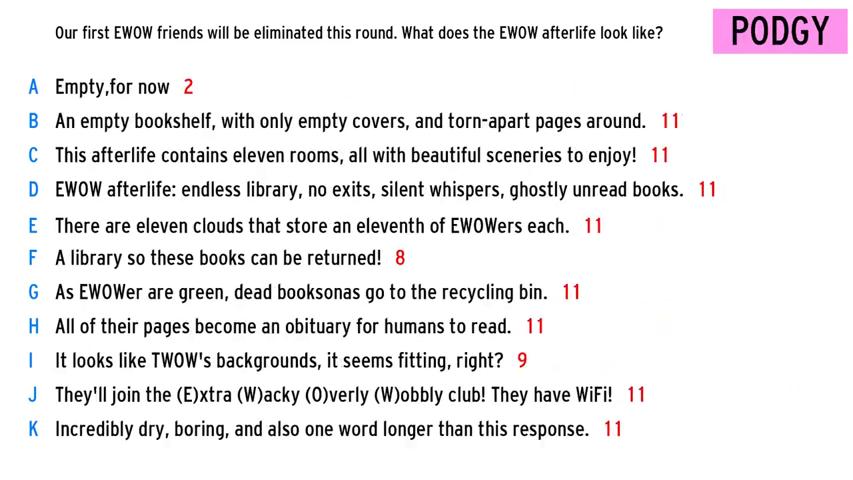 Our first EWOW friends will be eliminated this round. What does the EWOW afterlife look like?
PODGY
A Empty,for now 2
B An empty bookshelf, with only empty covers, and torn-apart pages around. 11
C This afterlife contains eleven rooms, all with beautiful sceneries to enjoy! 11
D EWOW afterlife: endless library, no exits, silent whispers, ghostly unread books. 11
E There are eleven clouds that store an eleventh of EWOWers each. 11
F A library so these books can be returned! 8
G As EWOWer are green, dead booksonas go to the recycling bin. 11
H All of their pages become an obituary for humans to read. 11
I It looks like TWOW's backgrounds, it seems fitting, right? 9
J They'll join the (E)xtra (W)acky (O)verly (W)obbly club! They have WiFi! 11
K Incredibly dry, boring, and also one word longer than this response. 11